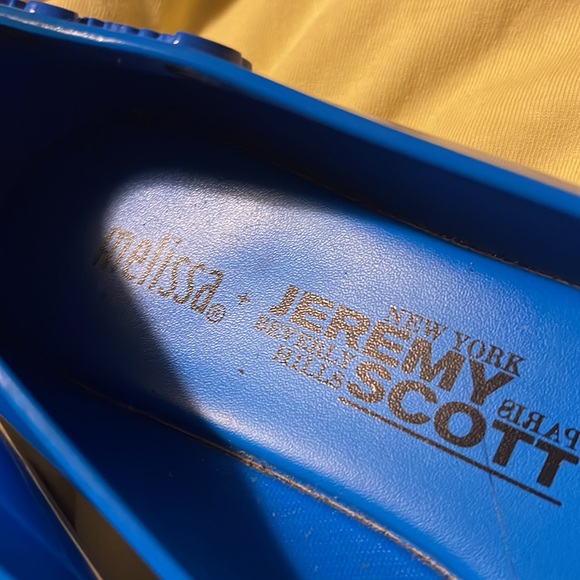 melissa® +
NEW YORK
JEREMY
BEVERLY
HILLS
SCOTT
PARIS